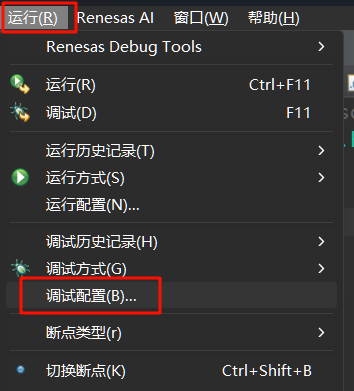 运行(R) Renesas AI 窗口(W) 帮助(H)
Renesas Debug Tools
运行(R) Ctrl+F11
调试(D) F11
运行历史记录(T)
运行方式(S)
运行配置(N)...
调试历史记录(H)
调试方式(G)
调试配置(B)...
断点类型(r)
切换断点(K) Ctrl+Shift+B